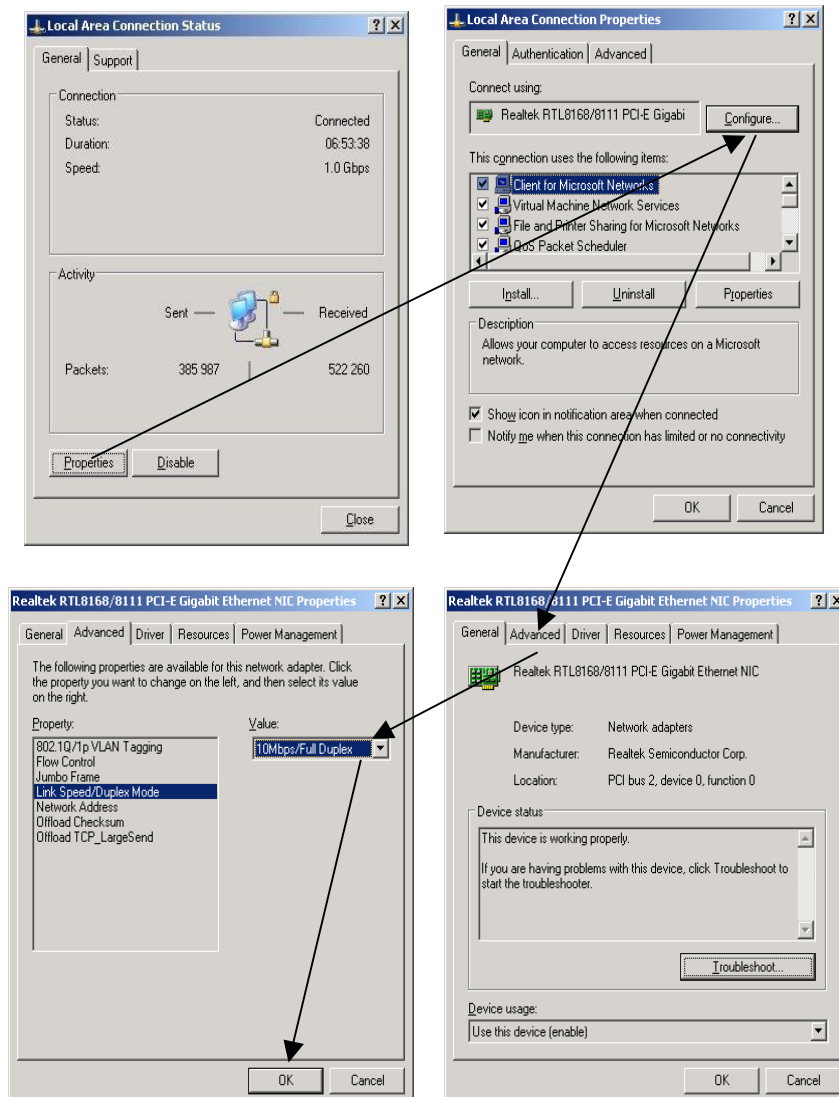 Local Area Connection Status
General Support
Connection
Status: Connected
Duration: 06:53:38
Speed: 1.0 Gbps
Activity
Sent Received
Packets: 385 987 522 260
Properties Disable
Close
Local Area Connection Properties
General Authentication Advanced
Connect using:
Realtek RTL8168/8111 PCI-E Gigabi Configure...
This connection uses the following items:
Client for Microsoft Networks
Virtual Machine Network Services
File and Printer Sharing for Microsoft Networks
QoS Packet Scheduler
Install... Uninstall Properties
Description
Allows your computer to access resources on a Microsoft
network.
Show icon in notification area when connected
Notify me when this connection has limited or no connectivity
OK Cancel
Realtek RTL8168/8111 PCI-E Gigabit Ethernet NIC Properties
General Advanced Driver Resources Power Management
The following properties are available for this network adapter. Click
the property you want to change on the left, and then select its value
on the right.
Property: Value:
802.1Q/1p VLAN Tagging 10Mbps/Full Duplex
Flow Control
Jumbo Frame
Link Speed/Duplex Mode
Network Address
Offload Checksum
Offload TCP_LargeSend
OK Cancel
Realtek RTL8168/8111 PCI-E Gigabit Ethernet NIC Properties
General Advanced Driver Resources Power Management
Realtek RTL8168/8111 PCI-E Gigabit Ethernet NIC
Device type: Network adapters
Manufacturer: Realtek Semiconductor Corp.
Location: PCI bus 2, device 0, function 0
Device status
This device is working properly.
If you are having problems with this device, click Troubleshoot to
start the troubleshooter.
Troubleshoot...
Device usage:
Use this device (enable)
OK Cancel